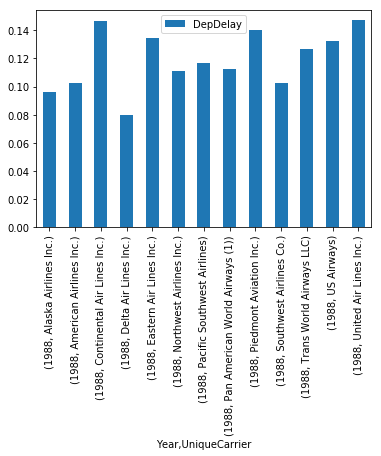 DepDelay
0.14
0.12
0.10
0.08
0.06
0.04
0.02
0.00
(1988, Alaska Airlines Inc.)
(1988, American Airlines Inc.)
(1988, Continental Air Lines Inc.)
(1988, Delta Air Lines Inc.)
(1988, Eastern Air Lines Inc.)
(1988, Northwest Airlines Inc.)
(1988, Pacific Southwest Airlines)
(1988, Pan American World Airways (1))
(1988, Piedmont Aviation Inc.)
(1988, Southwest Airlines Co.)
(1988, Trans World Airways LLC)
(1988, US Airways)
(1988, United Air Lines Inc.)
Year,UniqueCarrier